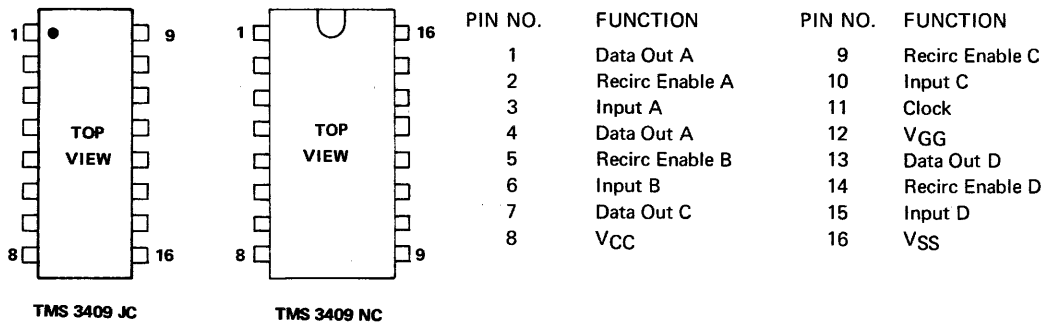 PIN NO. FUNCTION PIN NO. FUNCTION
1 9 1 16
1 Data Out A 9 Recirc Enable C
2 Recirc Enable A 10 Input C
3 Input A 11 Clock
TOP VIEW
TOP VIEW
4 Data Out A 12 VGG
5 Recirc Enable B 13 Data Out D
6 Input B 14 Recirc Enable D
7 Data Out C 15 Input D
8 VCC 16 VSS
8 16 8 9
TMS 3409 JC TMS 3409 NC